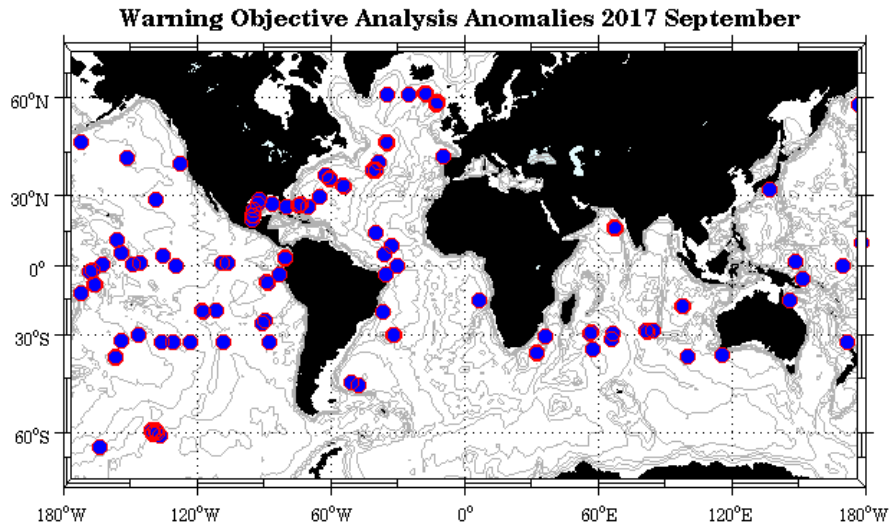 Warning Objective Analysis Anomalies 2017 September
60°N
30°N
0°
30°S
60°S
180°W 120°W 60°W 0° 60°E 120°E 180°W